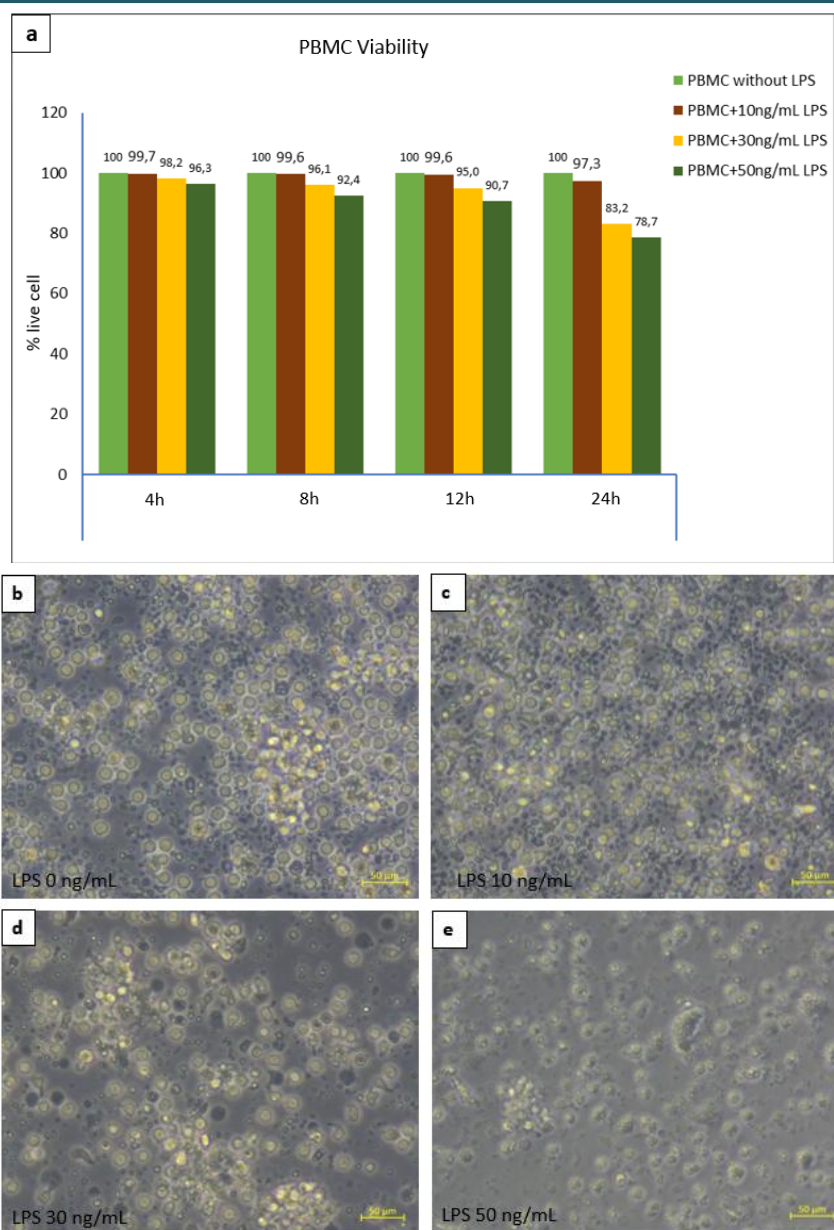 a
PBMC Viability
PBMC without LPS
PBMC+10ng/mL LPS
PBMC+30ng/mL LPS
PBMC+50ng/mL LPS
% live cell
120
100
80
60
40
20
0
100 99,7 98,2 96,3
100 99,6 96,1 92,4
100 99,6 95,0 90,7
100 97,3 83,2 78,7
4h 8h 12h 24h
b
LPS 0 ng/mL
50 µm
c
LPS 10 ng/mL
50 µm
d
LPS 30 ng/mL
50 µm
e
LPS 50 ng/mL
50 µm